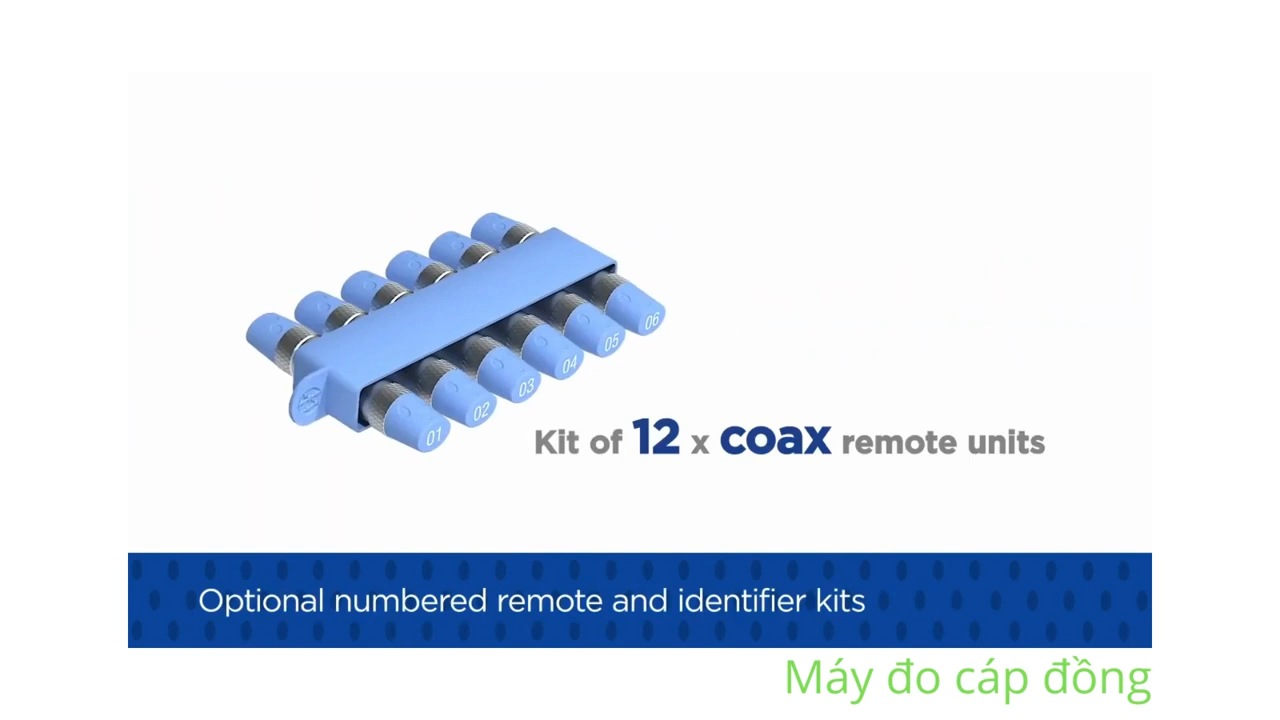 01
02
03
04
05
06
Kit of 12 x coax remote units
Optional numbered remote and identifier kits
Máy đo cáp đồng